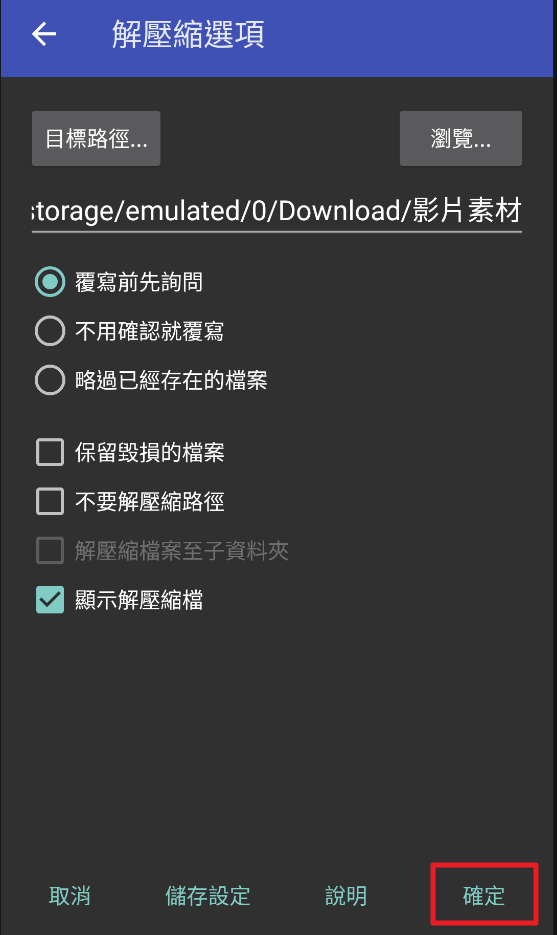 解壓縮選項
目標路徑...
瀏覽...
storage/emulated/0/Download/影片素材
覆寫前先詢問
不用確認就覆寫
略過已經存在的檔案
保留毀損的檔案
不要解壓縮路徑
解壓縮檔案至子資料夾
顯示解壓縮檔
取消
儲存設定
說明
確定